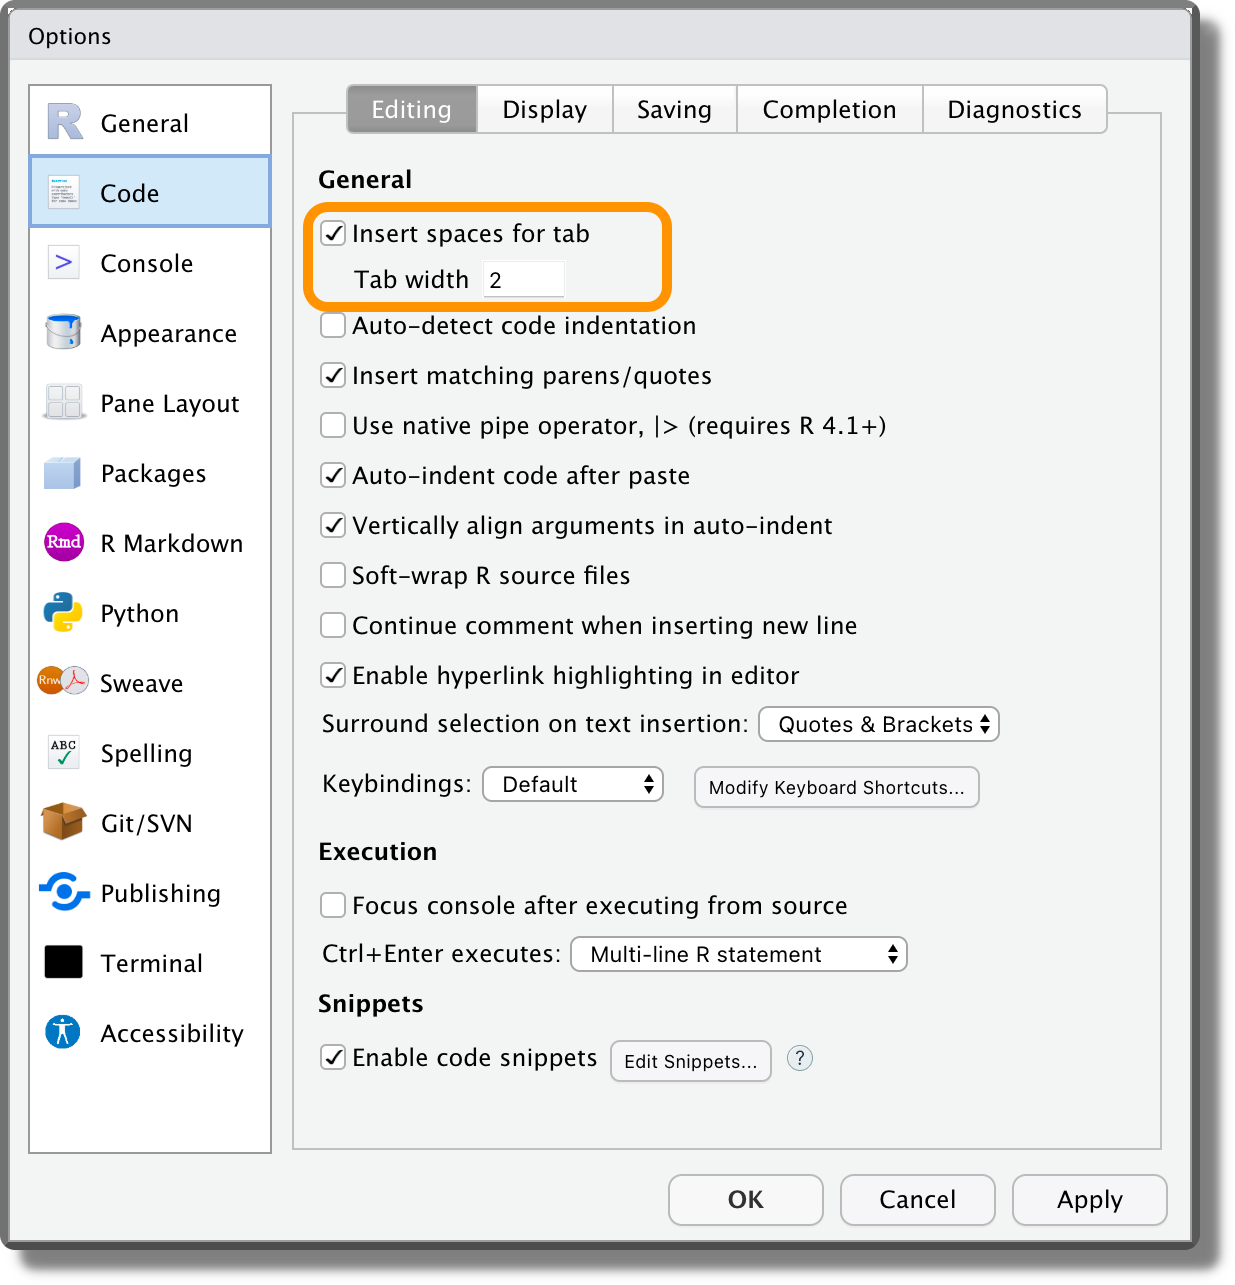 Options
General
Code
Console
Appearance
Pane Layout
Packages
Rmd R Markdown
Python
Rnw Sweave
ABC Spelling
Git/SVN
Publishing
Terminal
Accessibility
Editing Display Saving Completion Diagnostics
General
Insert spaces for tab
Tab width 2
Auto-detect code indentation
Insert matching parens/quotes
Use native pipe operator, |> (requires R 4.1+)
Auto-indent code after paste
Vertically align arguments in auto-indent
Soft-wrap R source files
Continue comment when inserting new line
Enable hyperlink highlighting in editor
Surround selection on text insertion: Quotes & Brackets
Keybindings: Default Modify Keyboard Shortcuts...
Execution
Focus console after executing from source
Ctrl+Enter executes: Multi-line R statement
Snippets
Enable code snippets Edit Snippets... ?
OK Cancel Apply